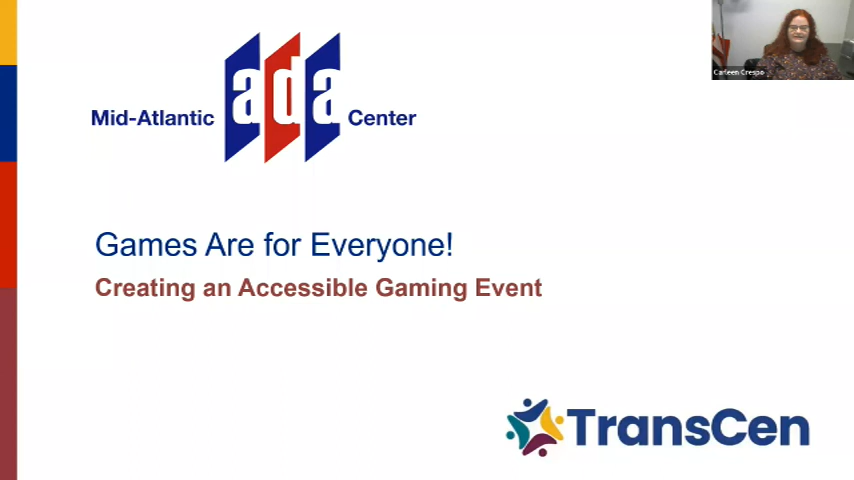 Carleen Crespo
Mid-Atlantic ada Center
Games Are for Everyone!
Creating an Accessible Gaming Event
TransCen